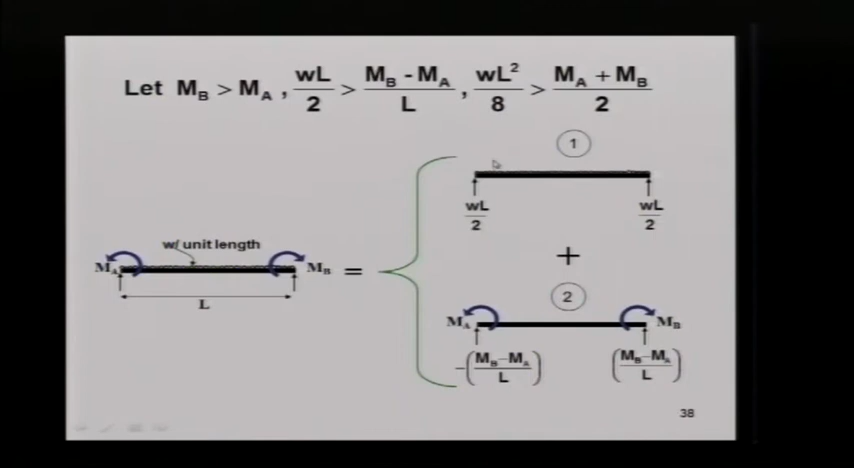 Let M_B > M_A , wL/2 > (M_B - M_A)/L , wL²/8 > (M_A + M_B)/2
1
wL/2 wL/2
w/ unit length
M_A M_B =
L
+
2
M_A M_B
-((M_B - M_A)/L) ((M_B - M_A)/L)
38